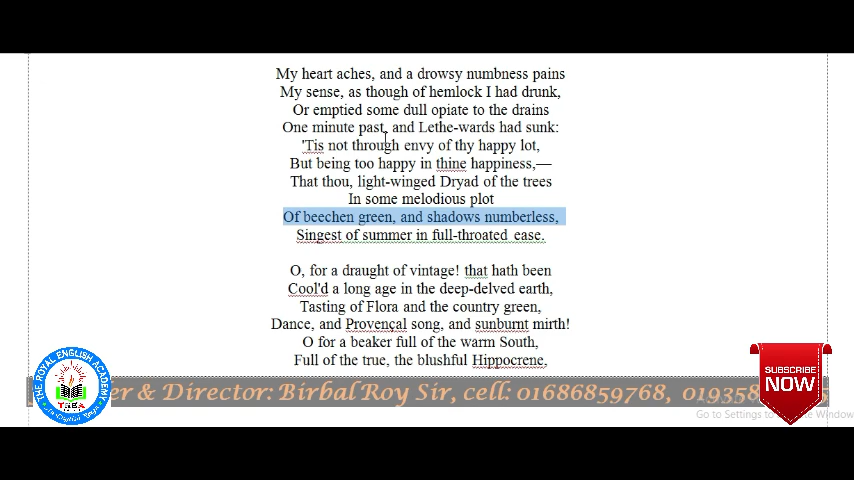 My heart aches, and a drowsy numbness pains
My sense, as though of hemlock I had drunk,
Or emptied some dull opiate to the drains
One minute past, and Lethe-wards had sunk:
'Tis not through envy of thy happy lot,
But being too happy in thine happiness,—
That thou, light-winged Dryad of the trees
In some melodious plot
Of beechen green, and shadows numberless,
Singest of summer in full-throated ease.
O, for a draught of vintage! that hath been
Cool'd a long age in the deep-delved earth,
Tasting of Flora and the country green,
Dance, and Provençal song, and sunburnt mirth!
O for a beaker full of the warm South,
Full of the true, the blushful Hippocrene,
THE ROYAL ENGLISH ACADEMY
er & Director: Birbal Roy Sir, cell: 01686859768, 019358
SUBSCRIBE
NOW
Go to Settings to Window